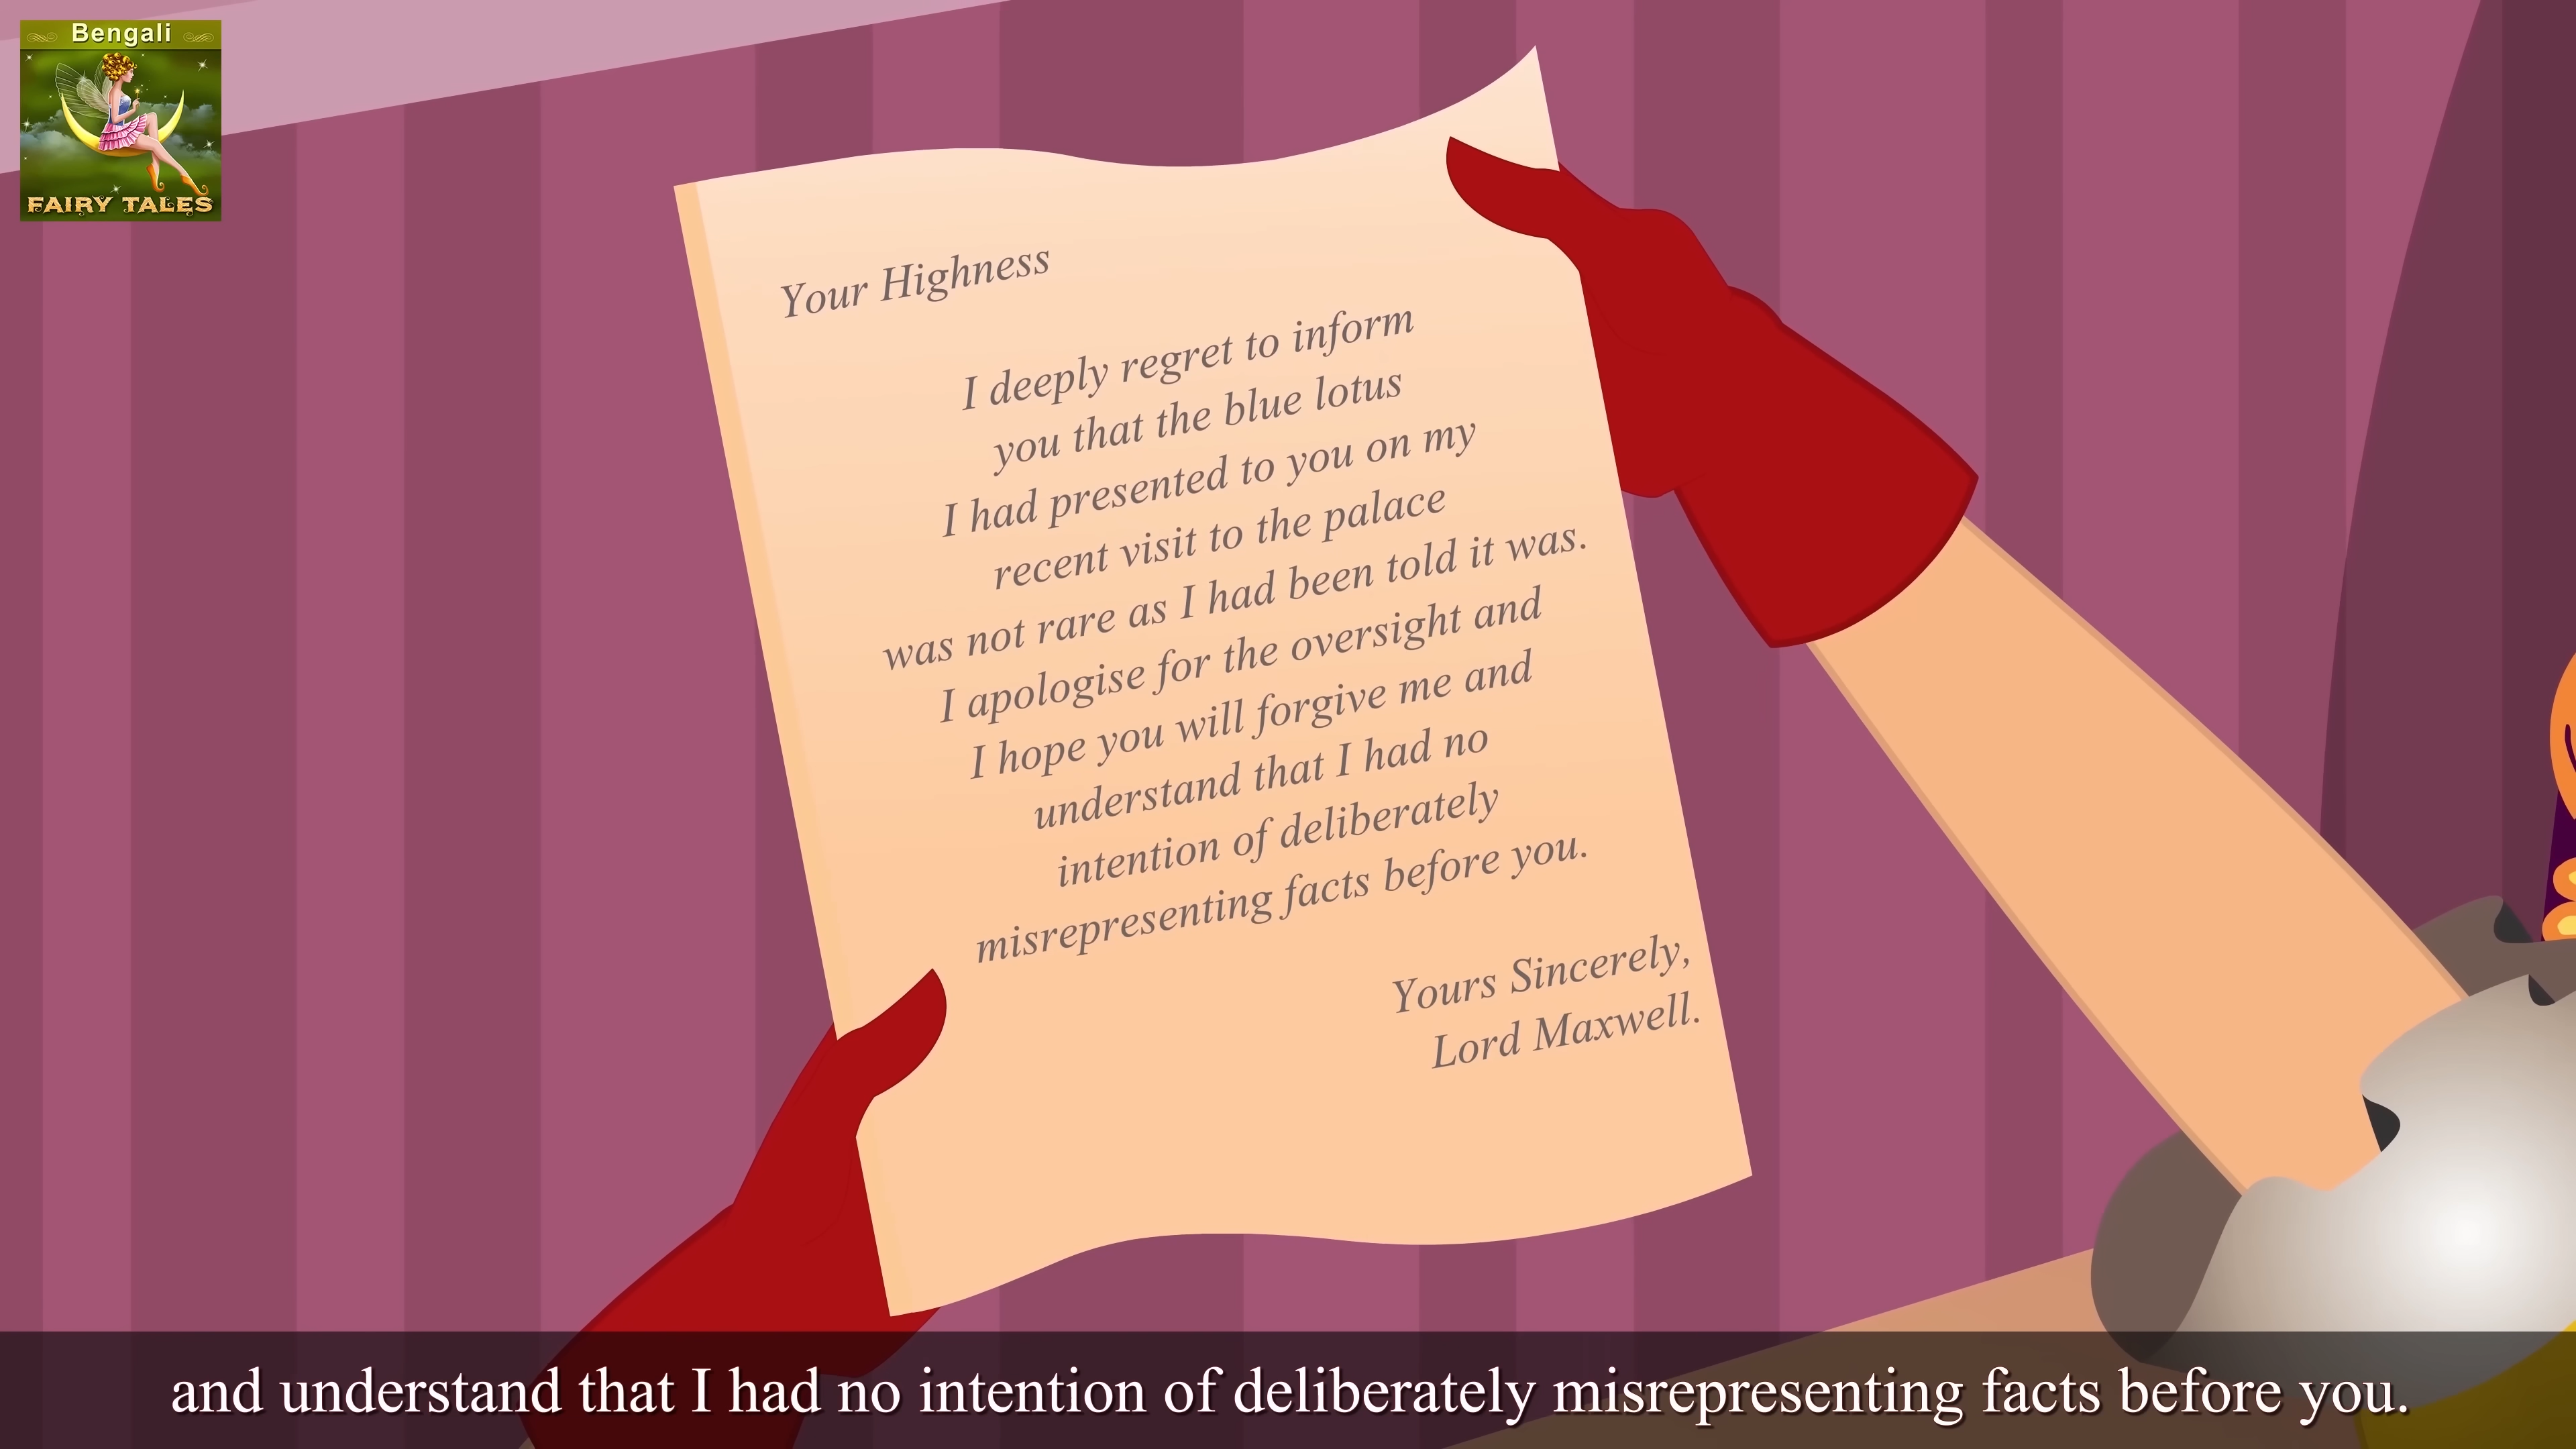 Bengali
FAIRY TALES
Your Highness
I deeply regret to inform
you that the blue lotus
I had presented to you on my
recent visit to the palace
was not rare as I had been told it was.
I apologise for the oversight and
I hope you will forgive me and
understand that I had no
intention of deliberately
misrepresenting facts before you.
Yours Sincerely,
Lord Maxwell.
and understand that I had no intention of deliberately misrepresenting facts before you.